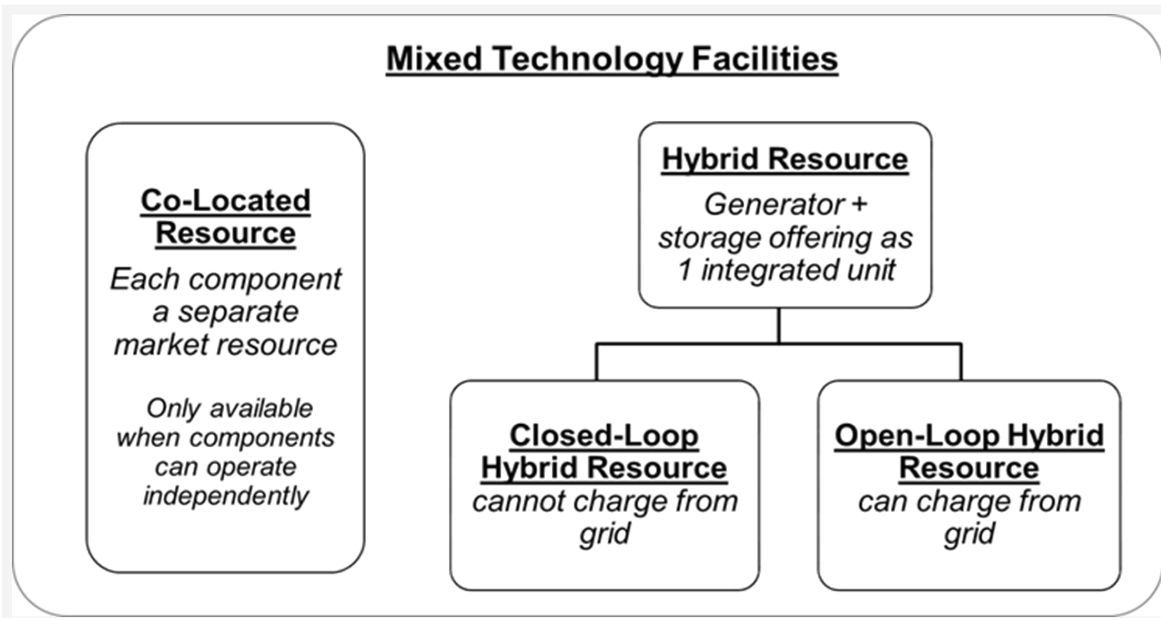 Mixed Technology Facilities
Co-Located
Resource
Each component
a separate
market resource
Only available
when components
can operate
independently
Hybrid Resource
Generator +
storage offering as
1 integrated unit
Closed-Loop
Hybrid Resource
cannot charge from
grid
Open-Loop Hybrid
Resource
can charge from
grid